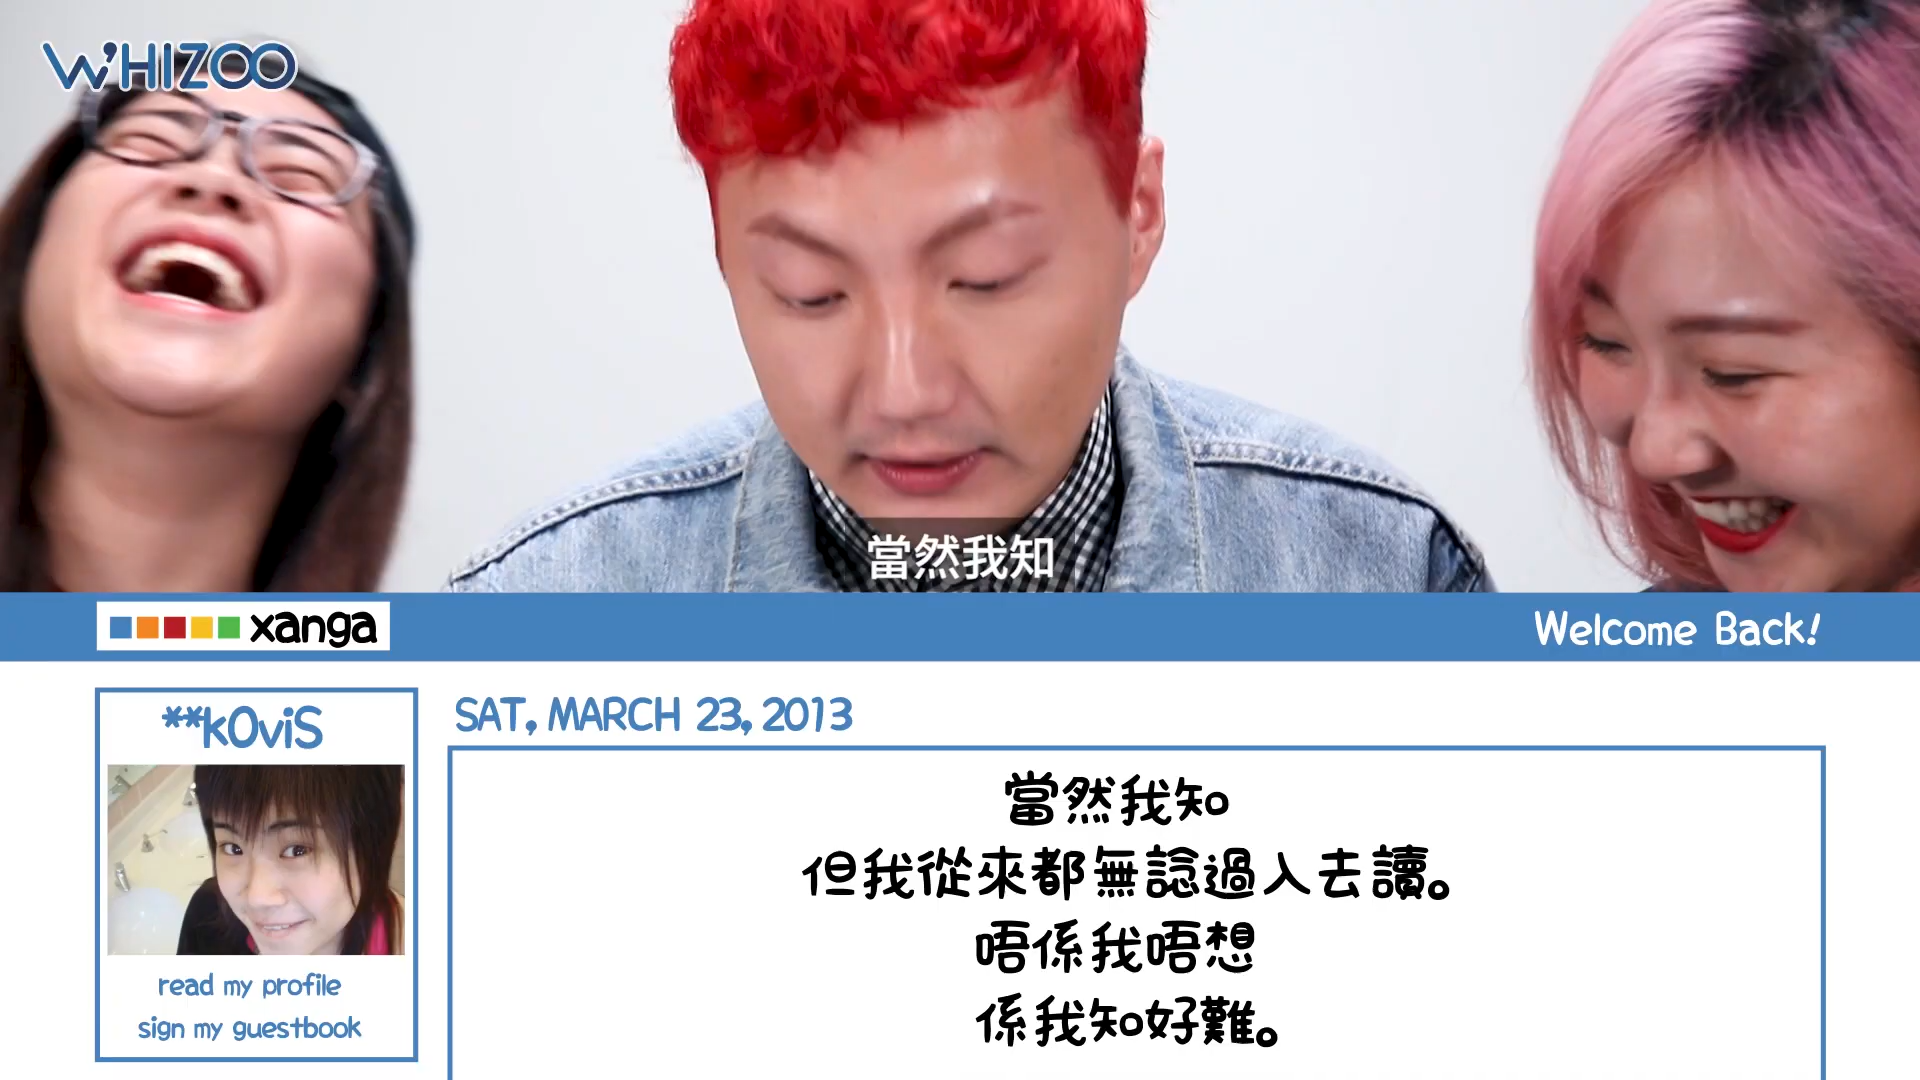 WHIZOO
當然我知
xanga
Welcome Back!
**kOviS
SAT, MARCH 23, 2013
當然我知
但我從來都無諗過入去讀。
唔係我唔想
係我知好難。
read my profile
sign my guestbook